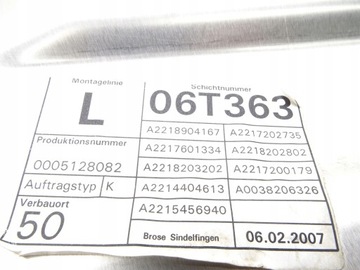 Montagelinie Schichtnummer
L 06T363
A2218904167 A2217202735
Produktionsnummer A2217601334 A2218202802
0005128082 A2218203202 A2217200179
Auftragstyp K A2214404613 A0038206326
Verbauort A2215456940
50 Brose Sindelfingen 06.02.2007